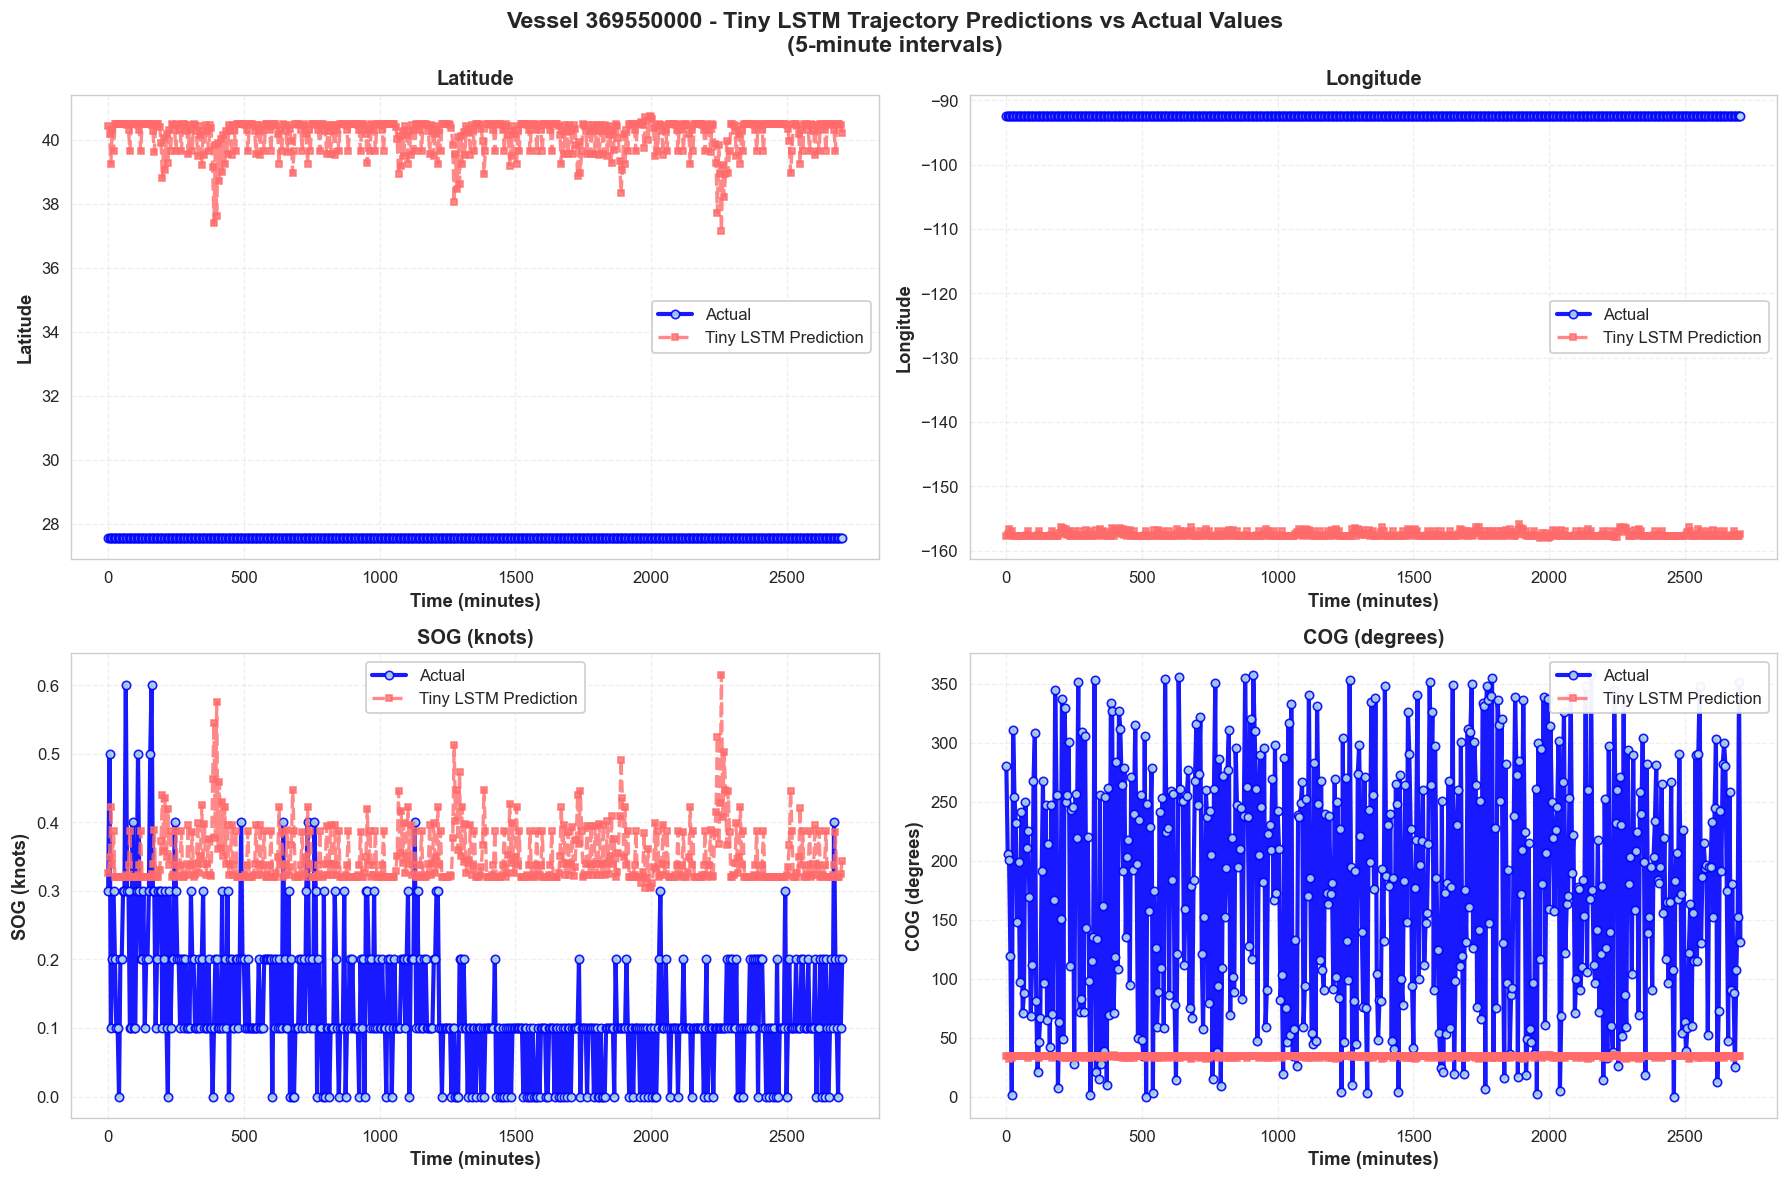 Vessel 369550000 - Tiny LSTM Trajectory Predictions vs Actual Values
(5-minute intervals)
Latitude
40
38
36
34
32
30
28
Latitude
Actual
Tiny LSTM Prediction
0 500 1000 1500 2000 2500
Time (minutes)
Longitude
−90
−100
−110
−120
−130
−140
−150
−160
Longitude
Actual
Tiny LSTM Prediction
0 500 1000 1500 2000 2500
Time (minutes)
SOG (knots)
0.6
0.5
0.4
0.3
0.2
0.1
0.0
SOG (knots)
Actual
Tiny LSTM Prediction
0 500 1000 1500 2000 2500
Time (minutes)
COG (degrees)
350
300
250
200
150
100
50
0
COG (degrees)
Actual
Tiny LSTM Prediction
0 500 1000 1500 2000 2500
Time (minutes)